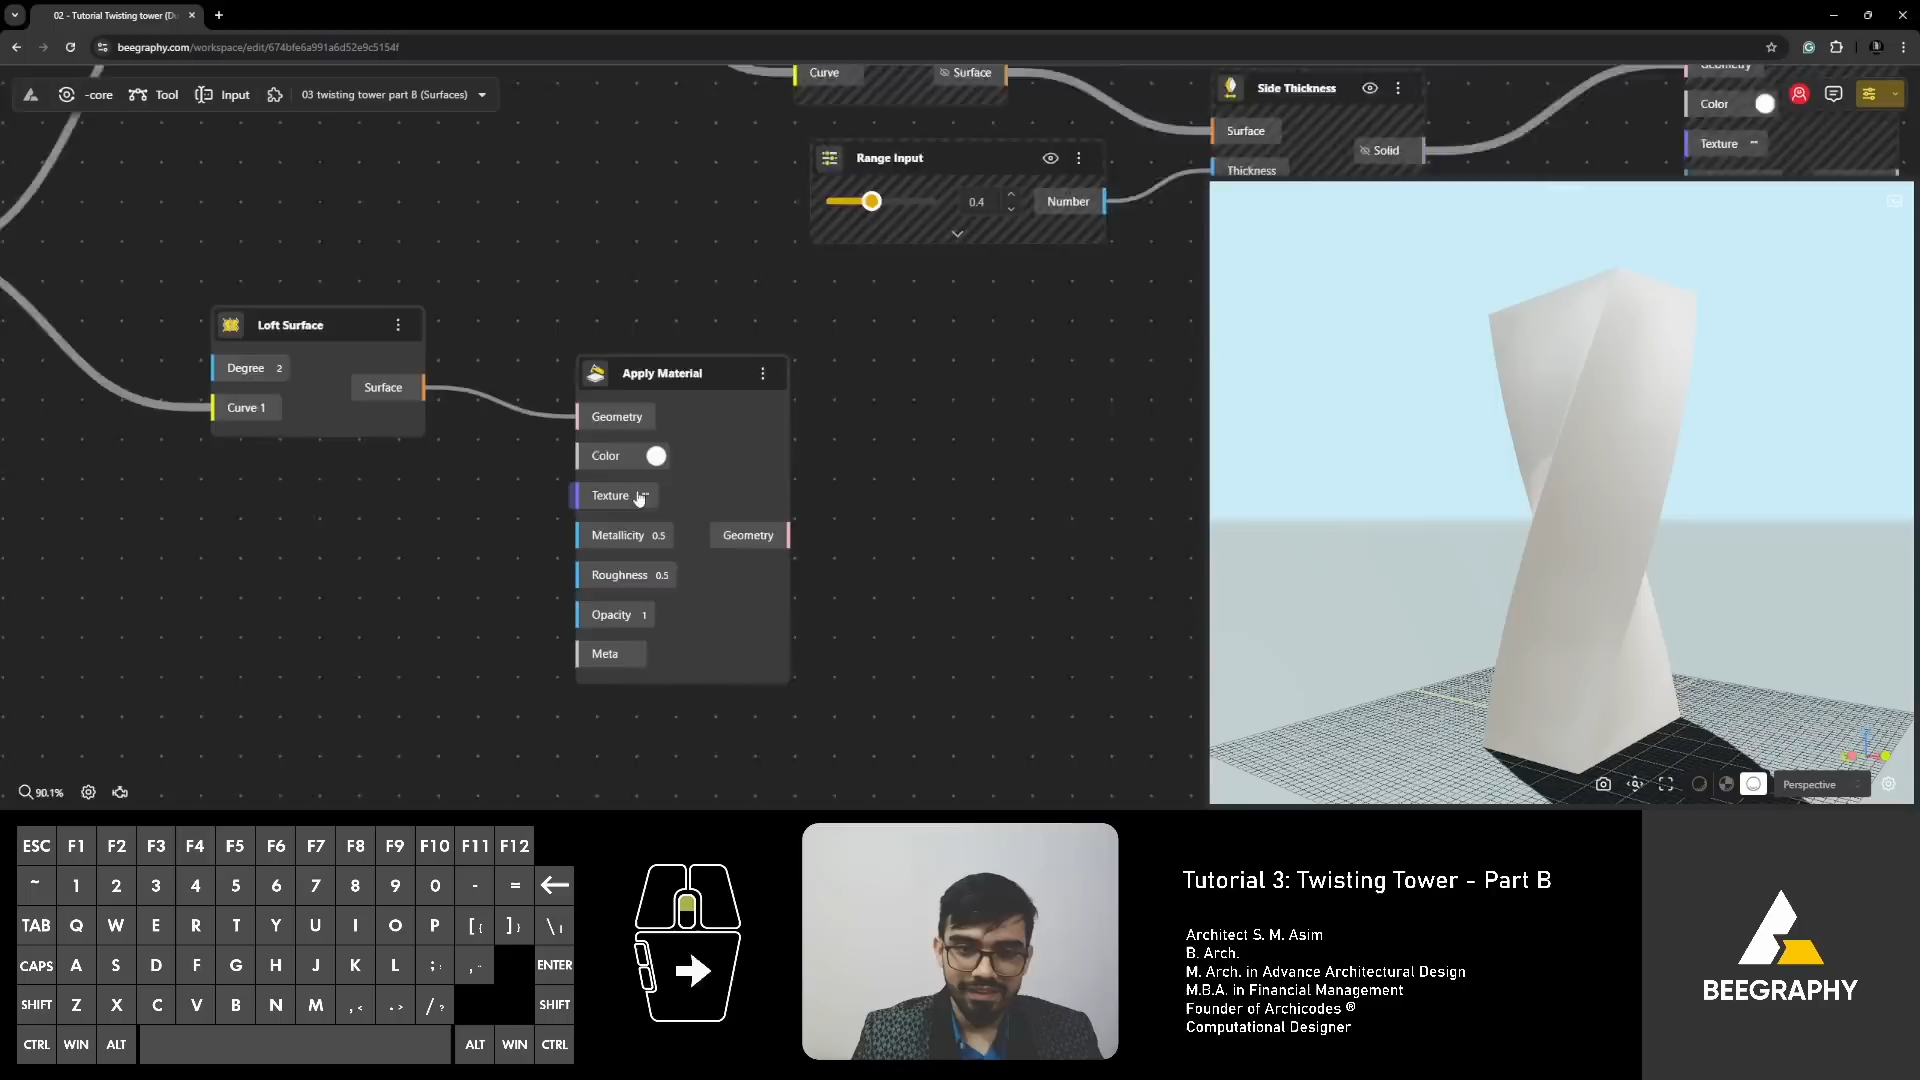 02 - Tutorial Twisting tower (Du
beegraphy.com/workspace/edit/674bfe6a991a6d52e9c5154f
-core
Tool
Input
03 twisting tower part B (Surfaces)
Curve
Surface
Side Thickness
Surface
Solid
Thickness
Geometry
Color
Texture
Range Input
0.4
Number
Loft Surface
Degree 2
Surface
Curve 1
Apply Material
Geometry
Color
Texture
Metallicity 0.5
Geometry
Roughness 0.5
Opacity 1
Meta
90.1%
Perspective
ESC F1 F2 F3 F4 F5 F6 F7 F8 F9 F10 F11 F12
~ 1 2 3 4 5 6 7 8 9 0 - =
TAB Q W E R T Y U I O P [{ ]} \|
CAPS A S D F G H J K L ;: ENTER
SHIFT Z X C V B N M ,< .> /? SHIFT
CTRL WIN ALT ALT WIN CTRL
Tutorial 3: Twisting Tower - Part B
Architect S. M. Asim
B. Arch.
M. Arch. in Advance Architectural Design
M.B.A. in Financial Management
Founder of Archicodes ®
Computational Designer
BEEGRAPHY